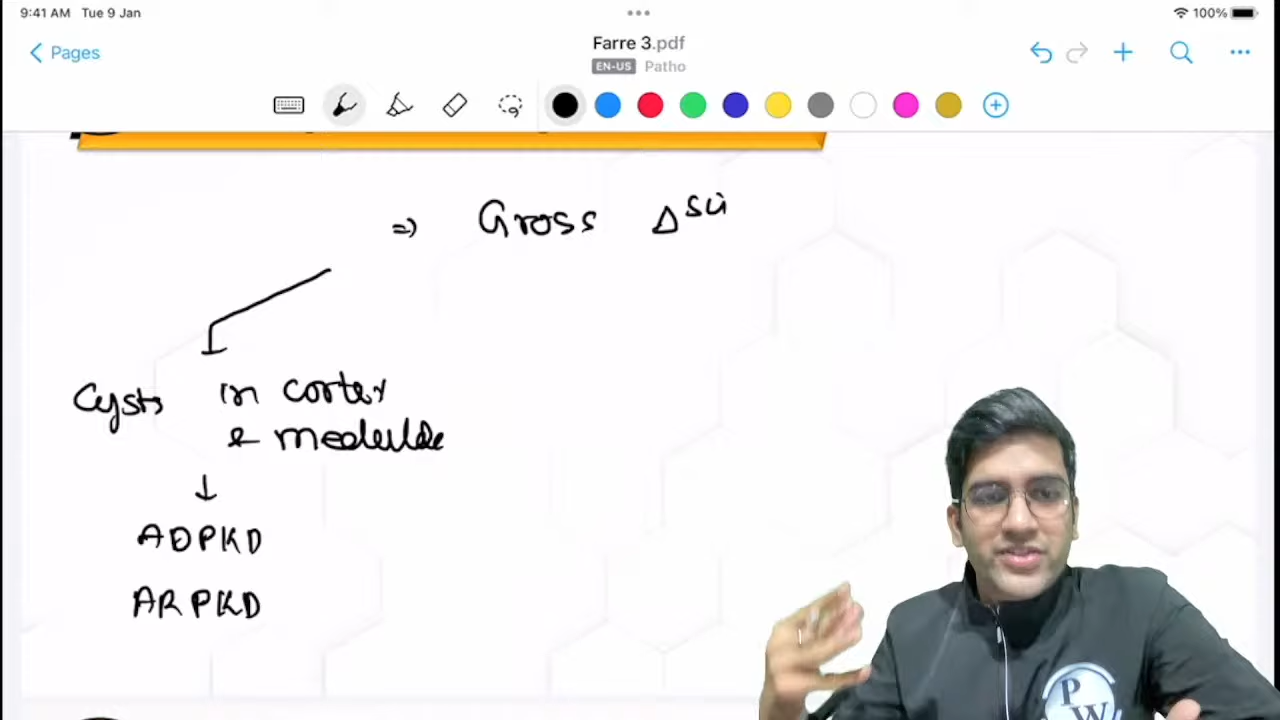 9:41 AM Tue 9 Jan
100%
Pages
Farre 3.pdf
EN-US Patho
⇒ Gross Δsis
Cysts in cortex
& medulla
↓
ADPKD
ARPKD
P
W